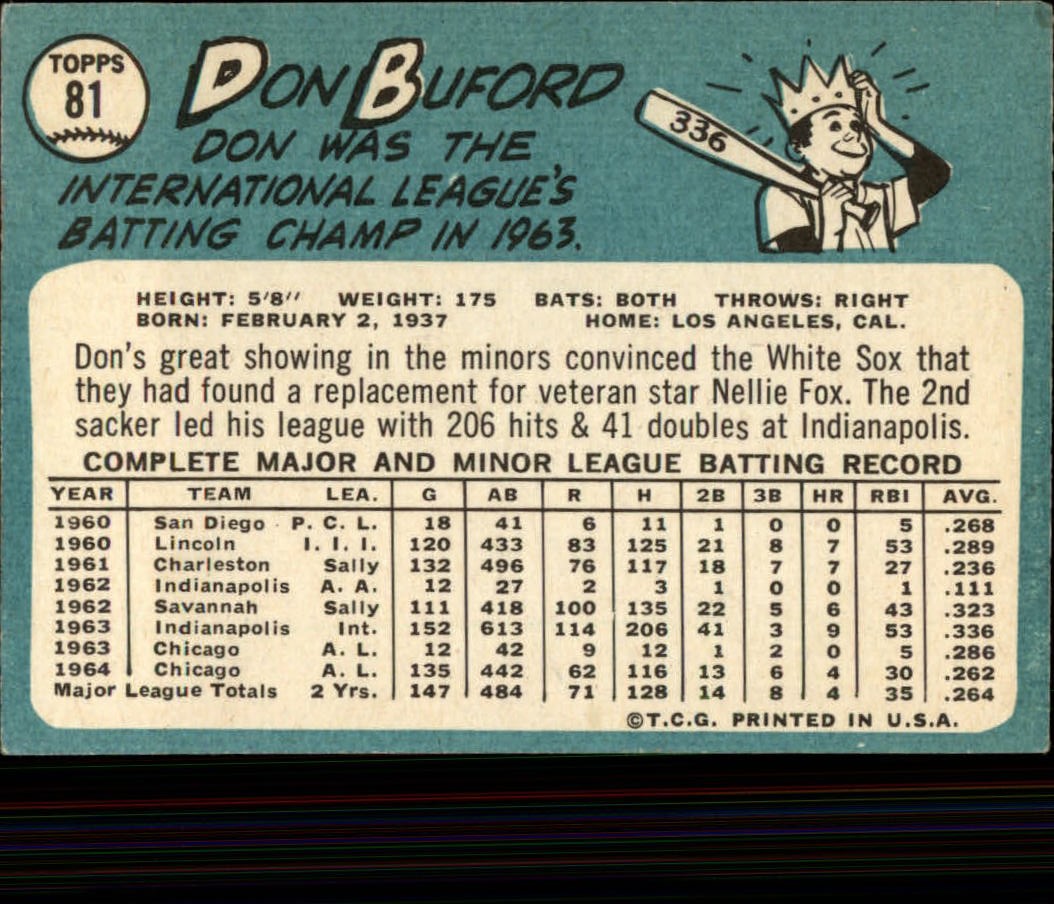 TOPPS
81
DON BUFORD
336
DON WAS THE
INTERNATIONAL LEAGUE'S
BATTING CHAMP IN 1963.
HEIGHT: 5'8" WEIGHT: 175 BATS: BOTH THROWS: RIGHT
BORN: FEBRUARY 2, 1937 HOME: LOS ANGELES, CAL.
Don's great showing in the minors convinced the White Sox that
they had found a replacement for veteran star Nellie Fox. The 2nd
sacker led his league with 206 hits & 41 doubles at Indianapolis.
COMPLETE MAJOR AND MINOR LEAGUE BATTING RECORD
YEAR TEAM LEA. G AB R H 2B 3B HR RBI AVG.
1960 San Diego P. C. L. 18 41 6 11 1 0 0 5 .268
1960 Lincoln I. I. I. 120 433 83 125 21 8 7 53 .289
1961 Charleston Sally 132 496 76 117 18 7 7 27 .236
1962 Indianapolis A. A. 12 27 2 3 1 0 0 1 .111
1962 Savannah Sally 111 418 100 135 22 5 6 43 .323
1963 Indianapolis Int. 152 613 114 206 41 3 9 53 .336
1963 Chicago A. L. 12 42 9 12 1 2 0 5 .286
1964 Chicago A. L. 135 442 62 116 13 6 4 30 .262
Major League Totals 2 Yrs. 147 484 71 128 14 8 4 35 .264
©T.C.G. PRINTED IN U.S.A.